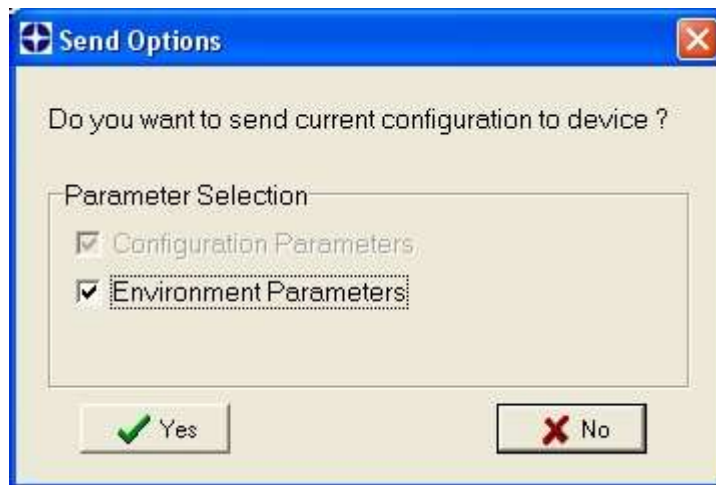 Send Options
Do you want to send current configuration to device ?
Parameter Selection
Configuration Parameters
Environment Parameters
Yes
No